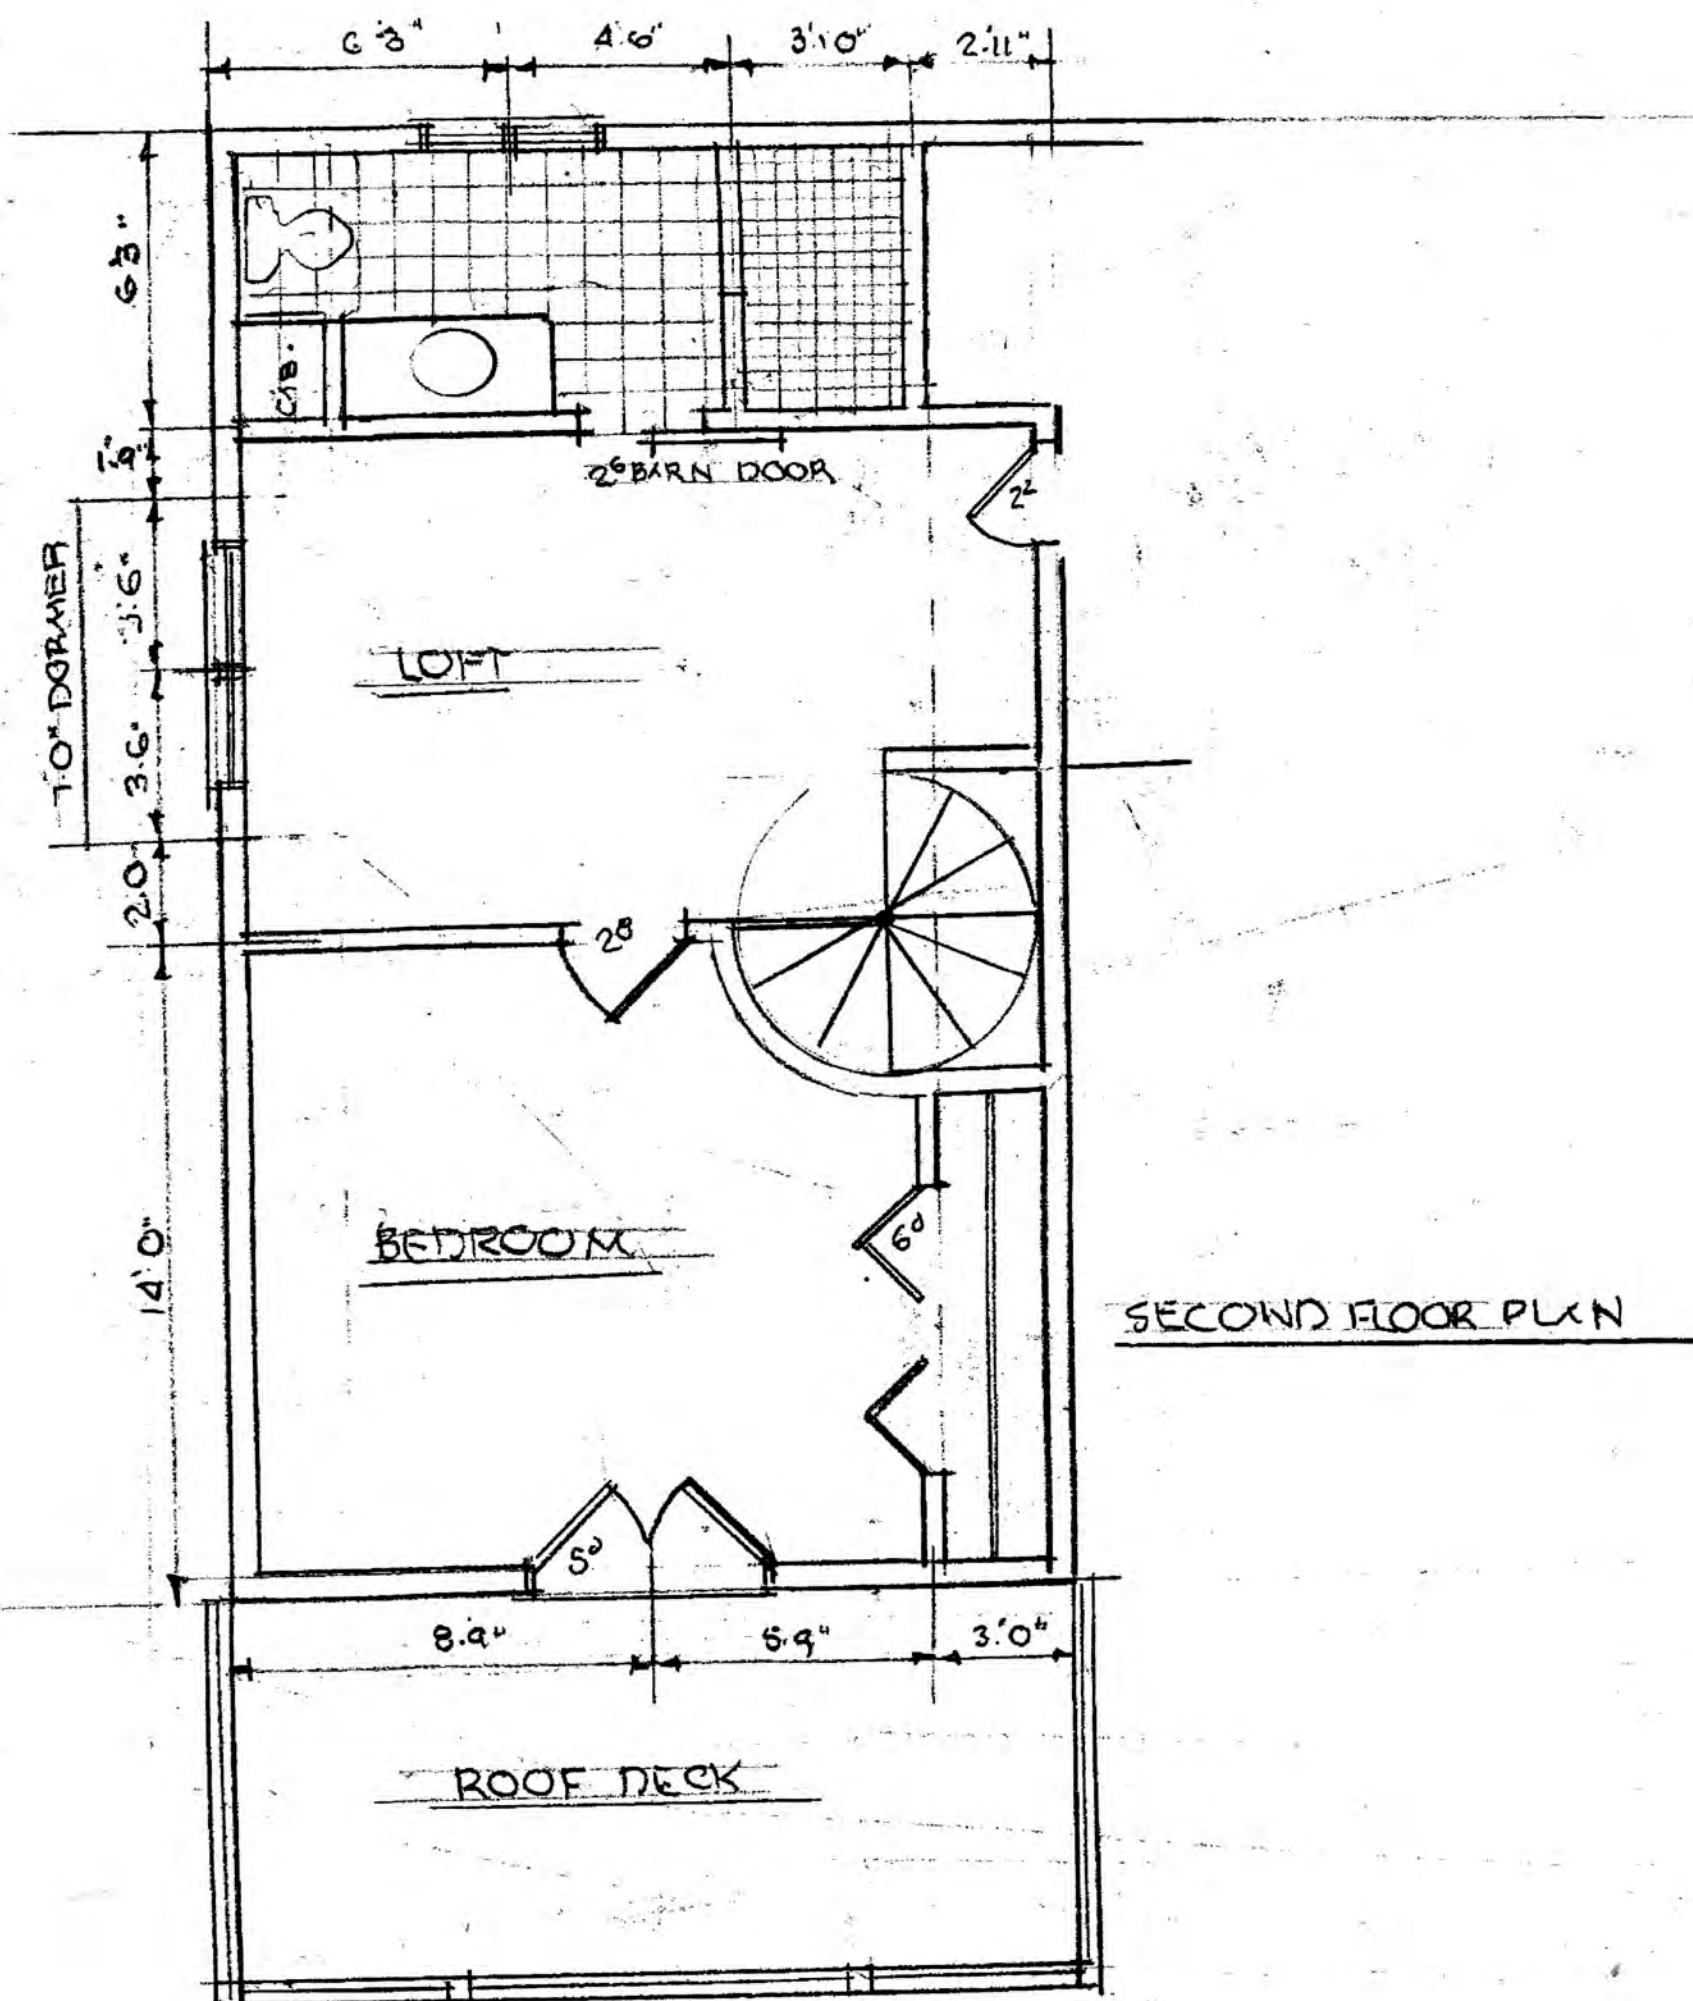 6'3" 4'6" 3'10" 2'11"
6'3"
CAB.
1'9"
2⁶ BARN DOOR
2²
7'0" DORMER
3'6"
LOFT
3'6"
2'0
2⁸
BEDROOM
6⁰
14'0"
SECOND FLOOR PLAN
5⁰
8'9" 5'9" 3'0"
ROOF DECK